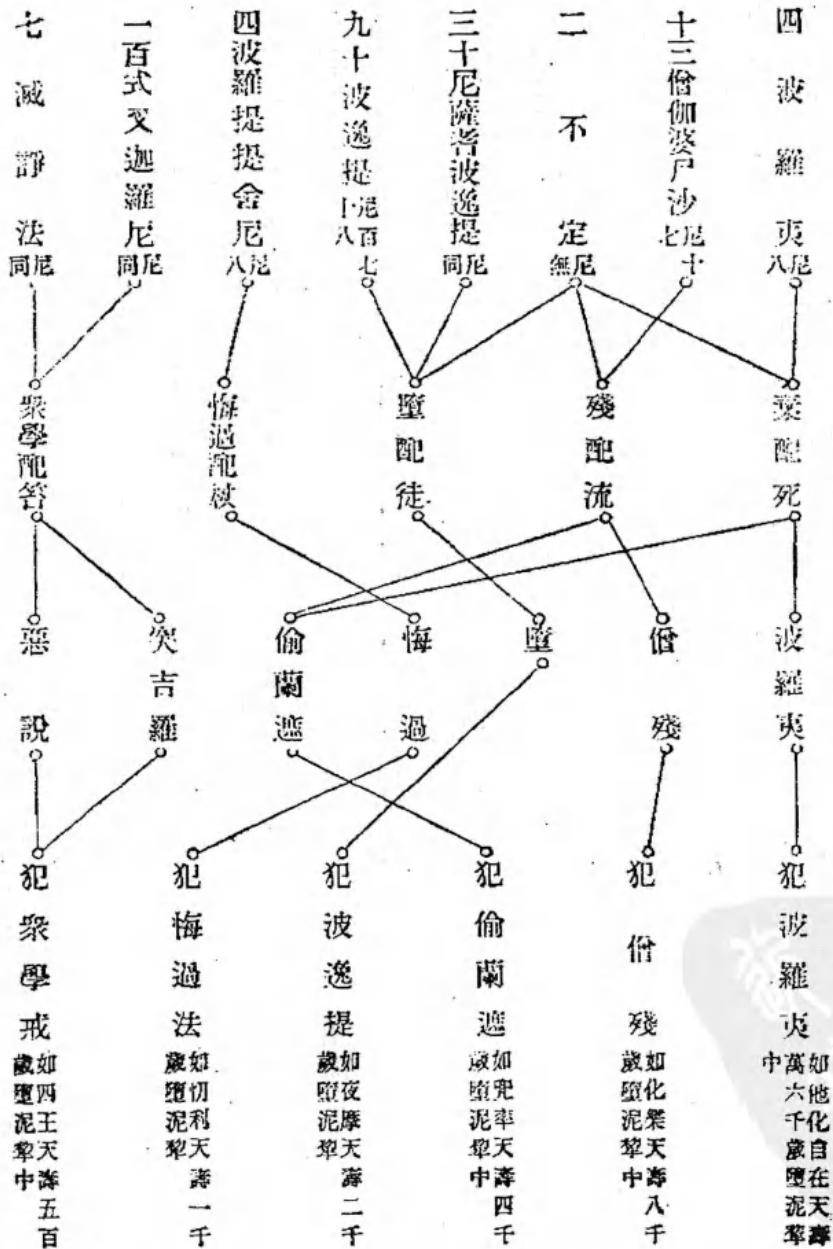 四波羅夷 尼八
十三僧伽婆尸沙 尼十七
二不定 尼無
三十尼薩耆波逸提 尼同
九十波逸提 尼百七十八
四波羅提提舍尼 尼八
一百式叉迦羅尼 尼同
七滅諍法 尼同
棄配死
殘配流
墮配徒
悔過配杖
衆學配笞
波羅夷
僧殘
墮
悔過
偷蘭遮
突吉羅
惡說
犯波羅夷 如他化自在天壽萬六千歲墮泥犂中
犯僧殘 如化樂天壽八千歲墮泥犂中
犯偷蘭遮 如兜率天壽四千歲墮泥犂中
犯波逸提 如夜摩天壽二千歲墮泥犂
犯悔過法 如忉利天壽一千歲墮泥犂
犯衆學戒 如四王天壽五百歲墮泥犂中